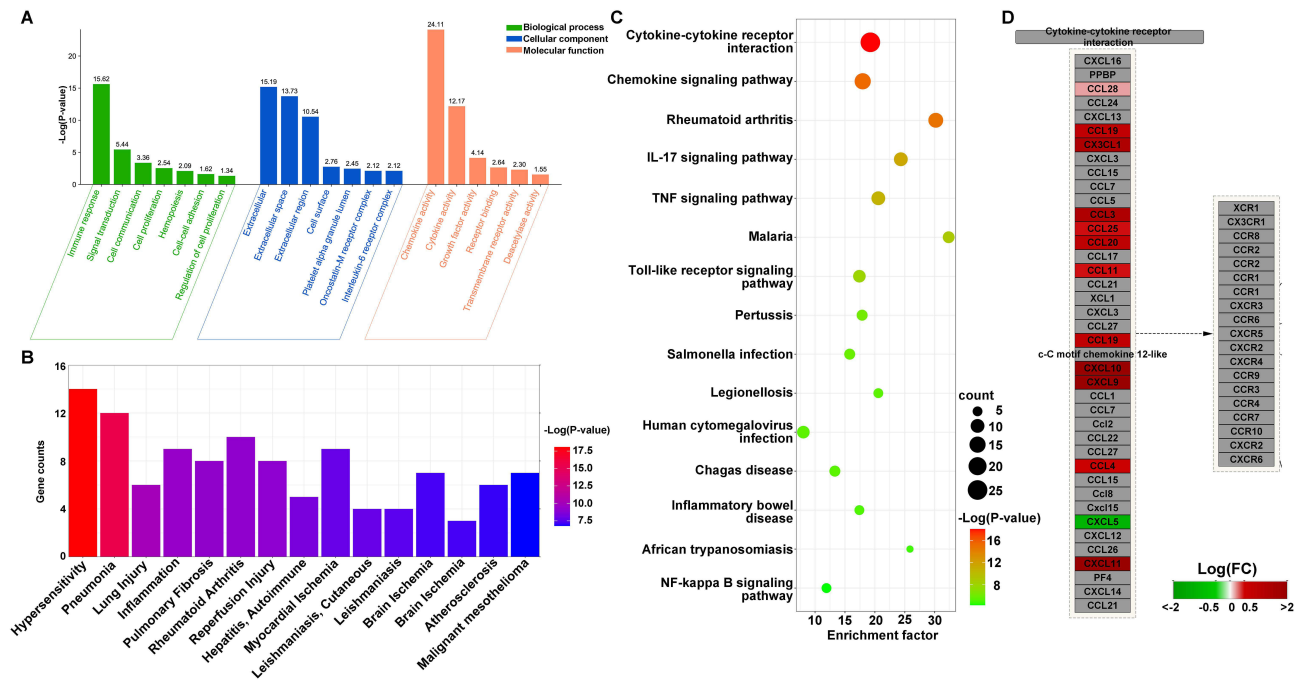 A
-Log(P-value)
20
15
10
5
0
24.11
15.62
5.44
3.36
2.54
2.09
1.62
1.34
15.19
13.73
10.54
2.76
2.45
2.12
2.12
12.17
4.14
2.64
2.30
1.55
Biological process
Cellular component
Molecular function
Immune response
Signal transduction
Cell communication
Cell proliferation
Hemopoiesis
Cell-cell adhesion
Regulation of cell proliferation
Extracellular
Extracellular space
Extracellular region
Cell surface
Platelet alpha granule lumen
Oncostatin-M receptor complex
Interleukin-6 receptor complex
Chemokine activity
Cytokine activity
Growth factor activity
Receptor binding
Transmembrane receptor activity
Deacetylase activity
B
Gene counts
16
12
8
4
0
Hypersensitivity
Pneumonia
Lung Injury
Inflammation
Pulmonary Fibrosis
Rheumatoid Arthritis
Reperfusion Injury
Hepatitis, Autoimmune
Myocardial Ischemia
Leishmaniasis, Cutaneous
Leishmaniasis
Brain Ischemia
Brain Ischemia
Atherosclerosis
Malignant mesothelioma
-Log(P-value)
17.5
15.0
12.5
10.0
7.5
C
Cytokine-cytokine receptor
interaction
Chemokine signaling pathway
Rheumatoid arthritis
IL-17 signaling pathway
TNF signaling pathway
Malaria
Toll-like receptor signaling
pathway
Pertussis
Salmonella infection
Legionellosis
Human cytomegalovirus
infection
Chagas disease
Inflammatory bowel
disease
African trypanosomiasis
NF-kappa B signaling
pathway
10
15
20
25
30
Enrichment factor
count
5
10
15
20
25
-Log(P-value)
16
12
8
D
Cytokine-cytokine receptor
interaction
CXCL16
PPBP
CCL28
CCL24
CXCL13
CCL19
CX3CL1
CXCL3
CCL15
CCL7
CCL5
CCL3
CCL25
CCL20
CCL17
CCL11
CCL21
XCL1
CXCL3
CCL27
CCL19
c-C motif chemokine 12-like
CXCL10
CXCL9
CCL1
CCL7
Ccl2
CCL22
CCL27
CCL4
CCL15
Ccl8
Cxcl15
CXCL5
CXCL12
CCL26
CXCL11
PF4
CXCL14
CCL21
XCR1
CX3CR1
CCR8
CCR2
CCR2
CCR1
CCR1
CXCR3
CCR6
CXCR5
CXCR2
CXCR4
CCR9
CCR3
CCR4
CCR7
CCR10
CXCR2
CXCR6
Log(FC)
<-2
-0.5
0.5
>2